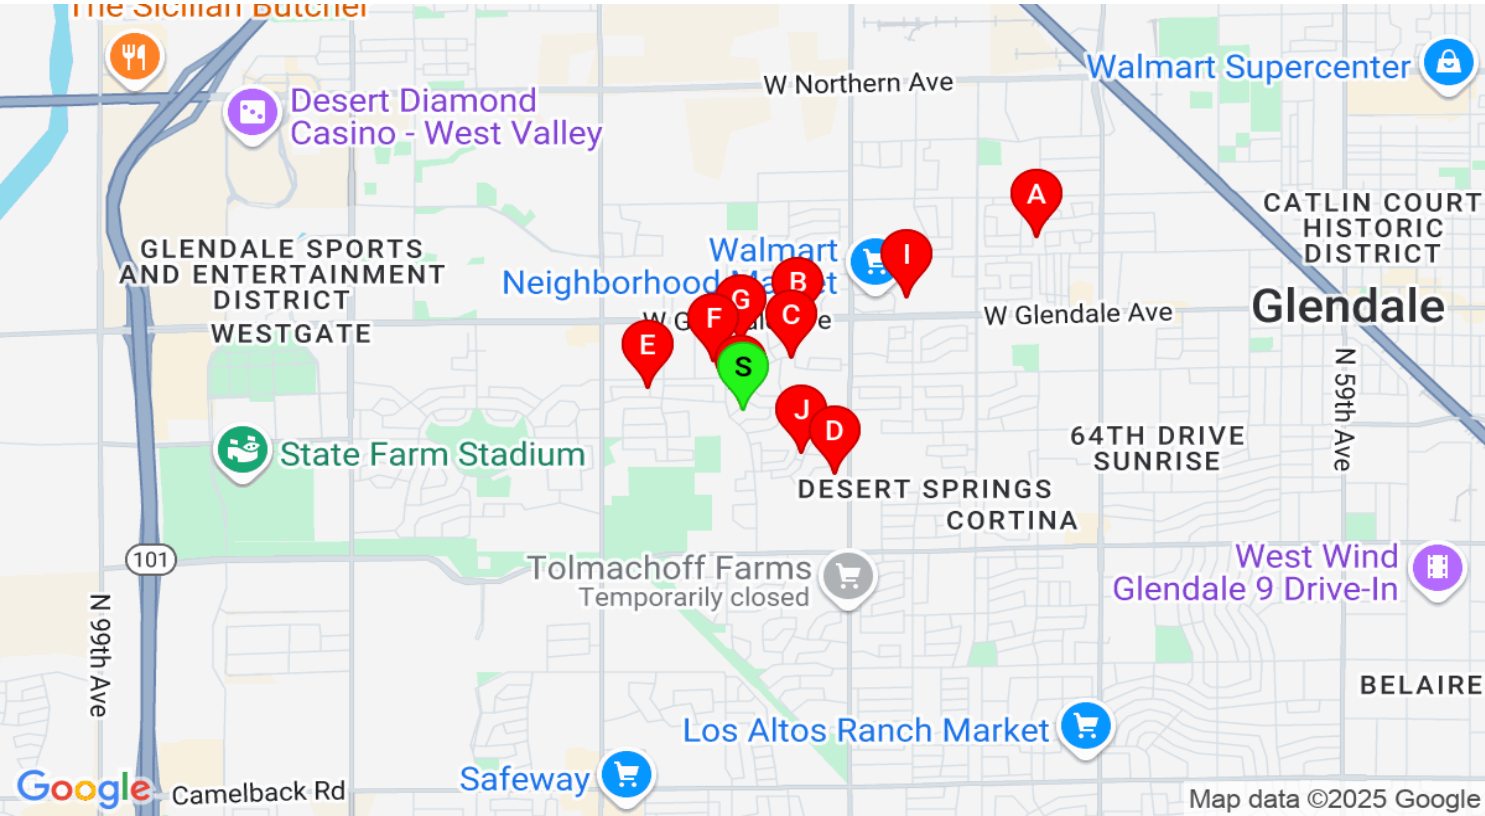 The Sicilian Butcher
W Northern Ave
Walmart Supercenter
Desert Diamond
Casino - West Valley
A
CATLIN COURT
HISTORIC
DISTRICT
GLENDALE SPORTS
AND ENTERTAINMENT
DISTRICT
WESTGATE
Walmart
Neighborhood
I
B
G
C
F
E
S
W Glendale Ave
Glendale
J
D
State Farm Stadium
64TH DRIVE
SUNRISE
N 59th Ave
DESERT SPRINGS
CORTINA
101
Tolmachoff Farms
Temporarily closed
West Wind
Glendale 9 Drive-In
N 99th Ave
BELAIRE
Los Altos Ranch Market
Safeway
Google
Camelback Rd
Map data ©2025 Google